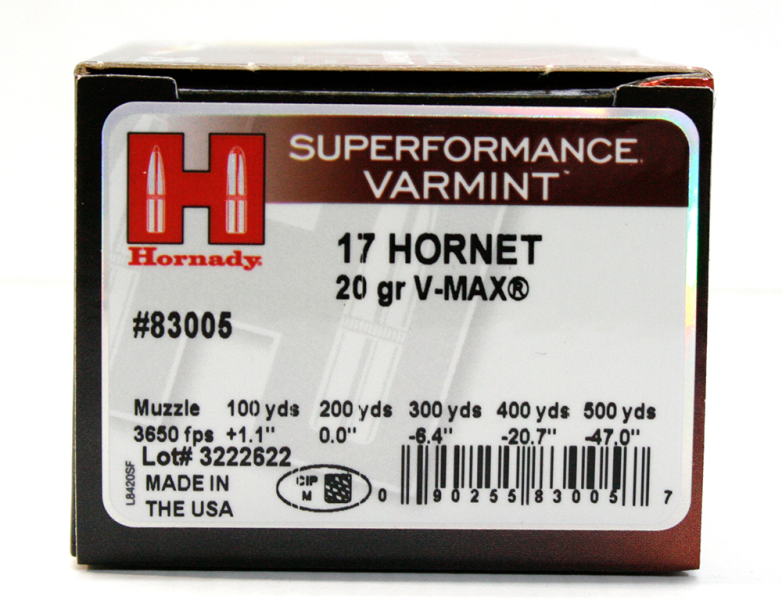 SUPERFORMANCE
VARMINT™
H
Hornady
17 HORNET
20 gr V-MAX®
#83005
Muzzle 100 yds 200 yds 300 yds 400 yds 500 yds
3650 fps +1.1" 0.0" -6.4" -20.7" -47.0"
Lot# 3222622
MADE IN
THE USA
L8420SF
CIP
M
0 90255 83005 7